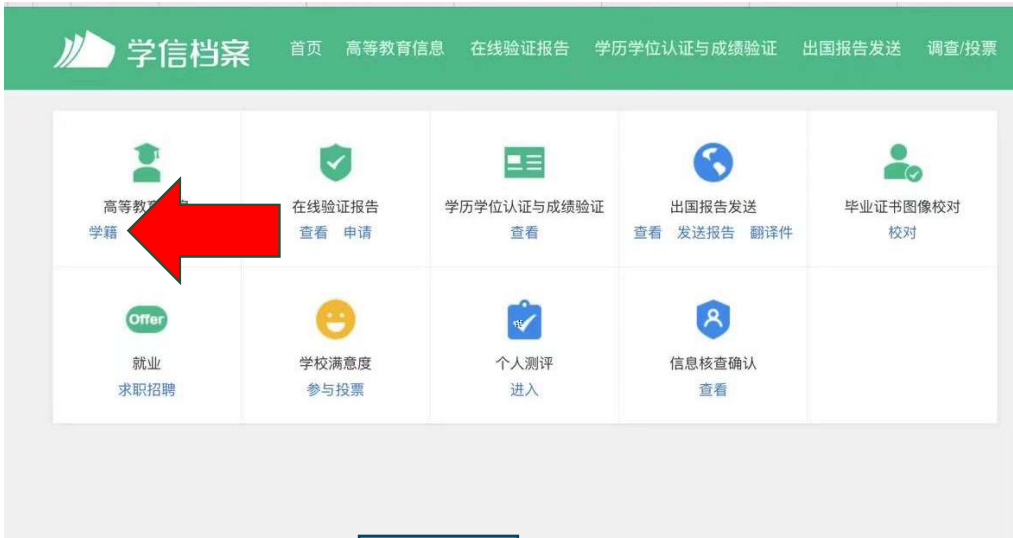 学信档案 首页 高等教育信息 在线验证报告 学历学位认证与成绩验证 出国报告发送 调查/投票
高等教 在线验证报告 学历学位认证与成绩验证 出国报告发送 毕业证书图像校对
学籍 查看 申请 查看 查看 发送报告 翻译件 校对
Offer
就业 学校满意度 个人测评 信息核查确认
求职招聘 参与投票 进入 查看